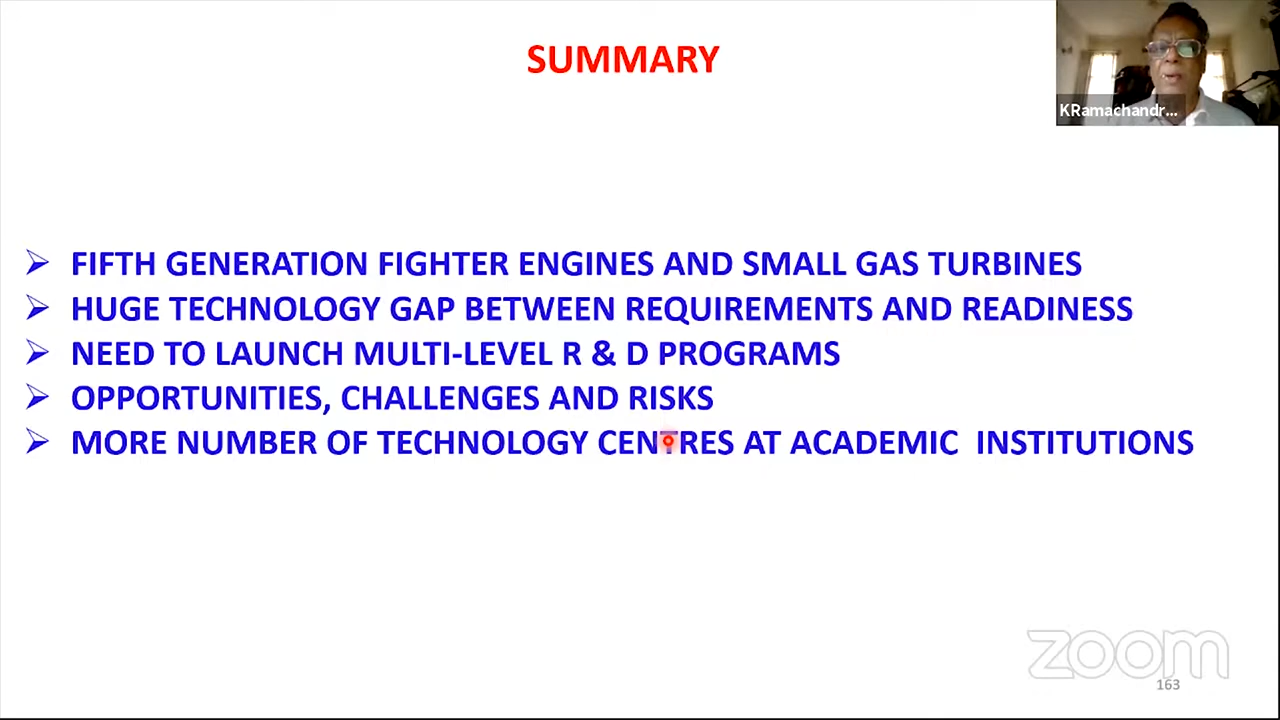 SUMMARY
KRamachandr...
➢ FIFTH GENERATION FIGHTER ENGINES AND SMALL GAS TURBINES
➢ HUGE TECHNOLOGY GAP BETWEEN REQUIREMENTS AND READINESS
➢ NEED TO LAUNCH MULTI-LEVEL R & D PROGRAMS
➢ OPPORTUNITIES, CHALLENGES AND RISKS
➢ MORE NUMBER OF TECHNOLOGY CENTRES AT ACADEMIC INSTITUTIONS
zoom
163